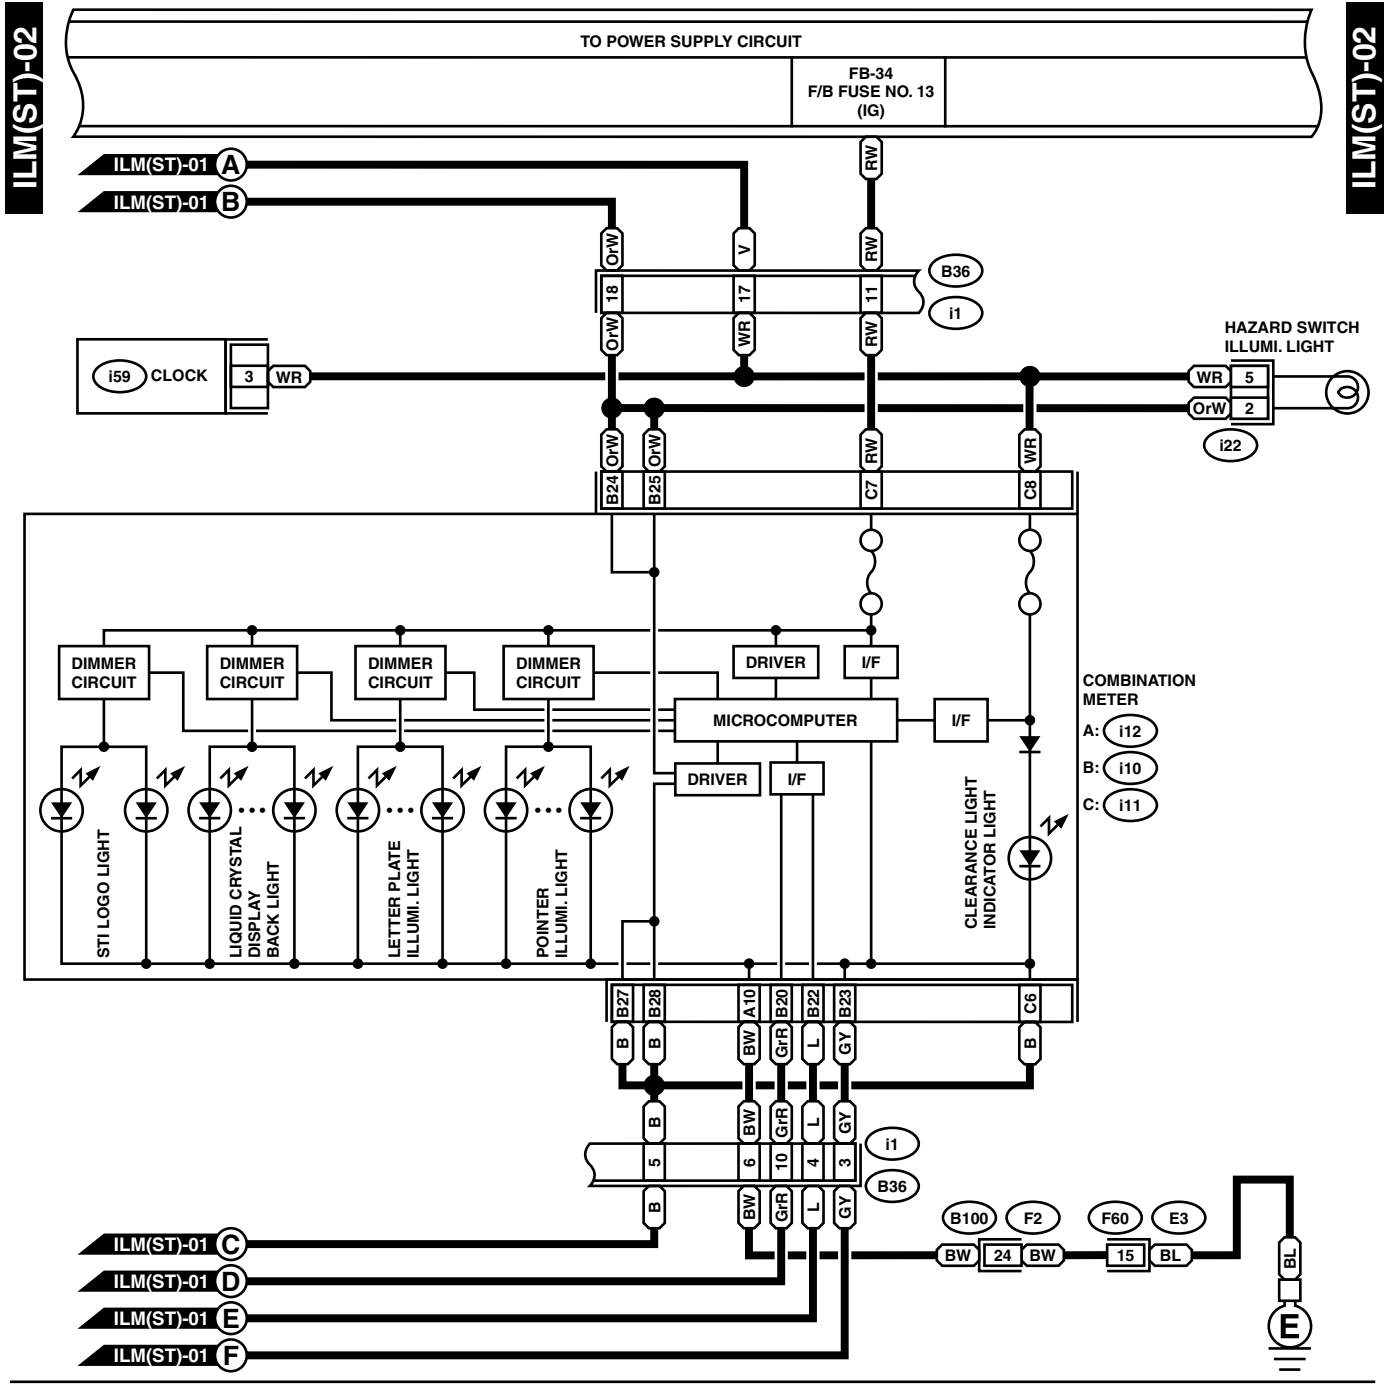 ILM(ST)-02
ILM(ST)-02
TO POWER SUPPLY CIRCUIT
FB-34
F/B FUSE NO. 13
(IG)
RW
ILM(ST)-01 A
ILM(ST)-01 B
OrW
V
RW
B36
18
17
11
i1
OrW
WR
RW
HAZARD SWITCH
ILLUMI. LIGHT
i59 CLOCK
3 WR
WR 5
OrW 2
i22
OrW
OrW
RW
WR
B24
B25
C7
C8
DIMMER
CIRCUIT
DIMMER
CIRCUIT
DIMMER
CIRCUIT
DIMMER
CIRCUIT
DRIVER
I/F
MICROCOMPUTER
I/F
DRIVER
I/F
COMBINATION
METER
A: i12
B: i10
C: i11
STI LOGO LIGHT
LIQUID CRYSTAL
DISPLAY
BACK LIGHT
LETTER PLATE
ILLUMI. LIGHT
POINTER
ILLUMI. LIGHT
CLEARANCE LIGHT
INDICATOR LIGHT
B27
B28
A10
B20
B22
B23
C6
B
B
BW
GrR
L
GY
B
B
BW
GrR
L
GY
i1
5
6
10
4
3
B36
B
BW
GrR
L
GY
B100
F2
F60
E3
BW 24 BW
15 BL
BL
E
ILM(ST)-01 C
ILM(ST)-01 D
ILM(ST)-01 E
ILM(ST)-01 F